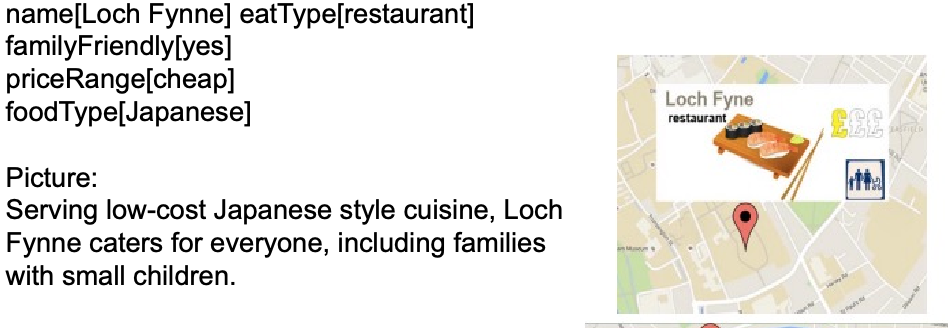 name[Loch Fynne] eatType[restaurant]
familyFriendly[yes]
priceRange[cheap]
foodType[Japanese]
Picture:
Serving low-cost Japanese style cuisine, Loch
Fynne caters for everyone, including families
with small children.
Loch Fyne
restaurant
£££